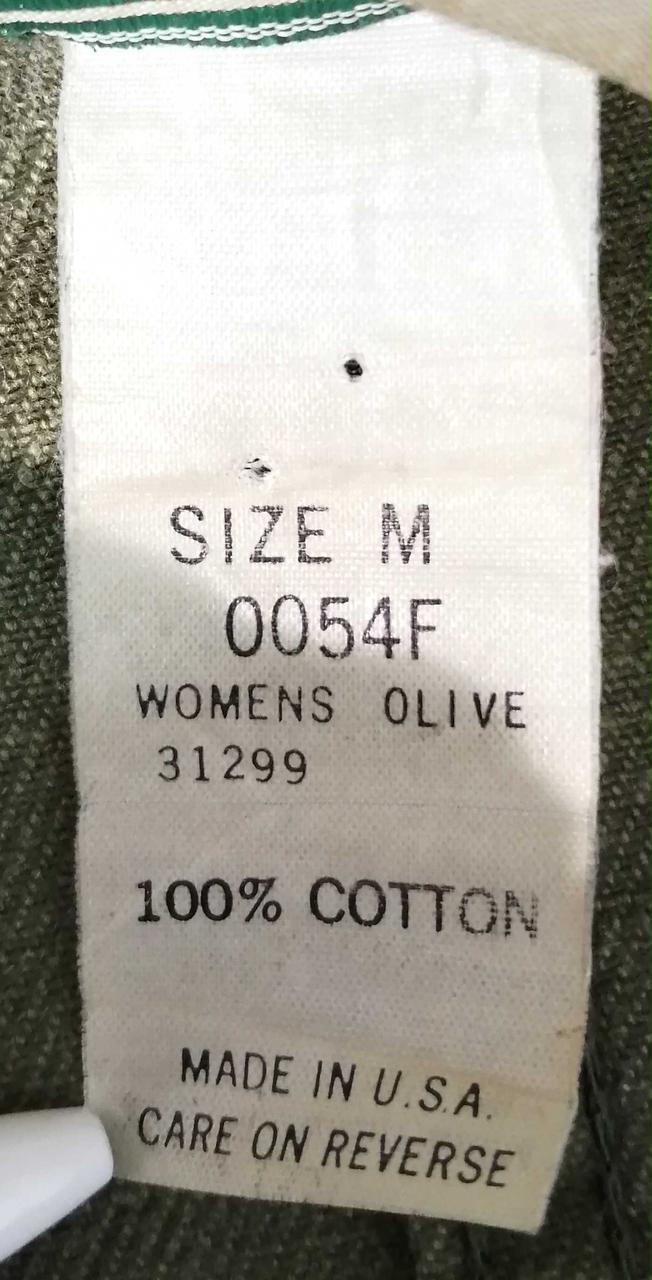 SIZE M
0054F
WOMENS OLIVE
31299
100% COTTON
MADE IN U.S.A.
CARE ON REVERSE